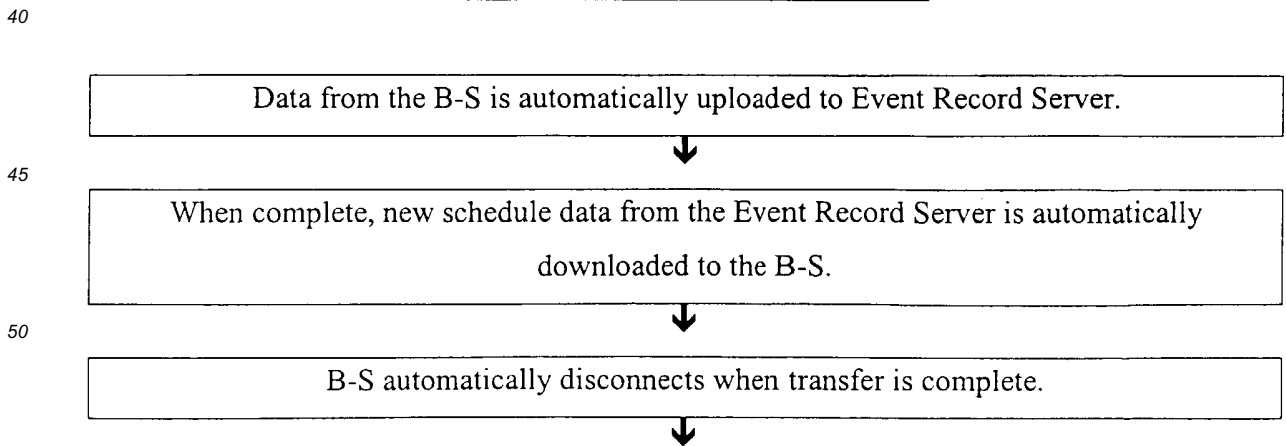 40
Data from the B-S is automatically uploaded to Event Record Server.
45
When complete, new schedule data from the Event Record Server is automatically
downloaded to the B-S.
50
B-S automatically disconnects when transfer is complete.